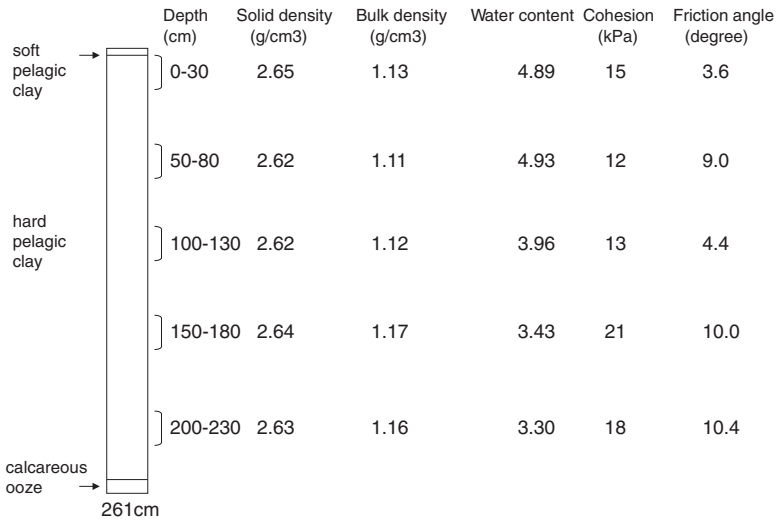 Depth Solid density Bulk density Water content Cohesion Friction angle
(cm) (g/cm3) (g/cm3) (kPa) (degree)
soft
pelagic
clay
0-30 2.65 1.13 4.89 15 3.6
50-80 2.62 1.11 4.93 12 9.0
hard
pelagic
clay
100-130 2.62 1.12 3.96 13 4.4
150-180 2.64 1.17 3.43 21 10.0
200-230 2.63 1.16 3.30 18 10.4
calcareous
ooze
261cm